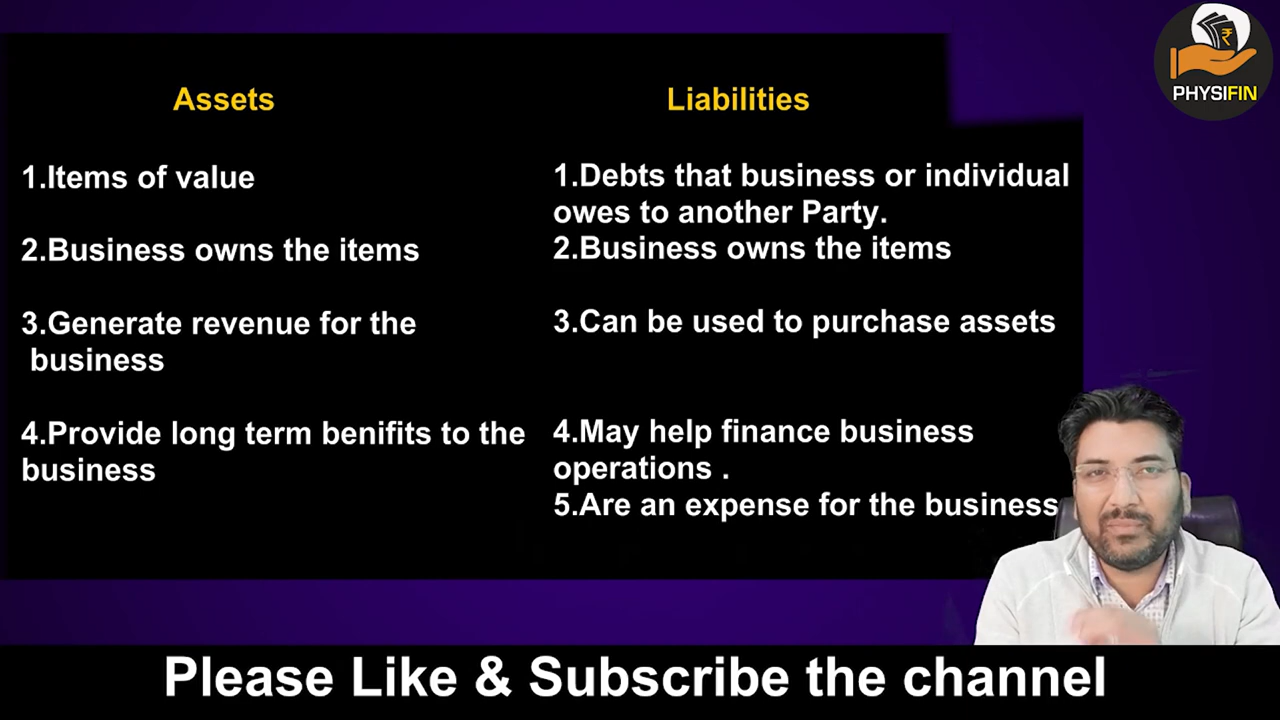 PHYSIFIN
Assets
1.Items of value
2.Business owns the items
3.Generate revenue for the
business
4.Provide long term benifits to the
business
Liabilities
1.Debts that business or individual
owes to another Party.
2.Business owns the items
3.Can be used to purchase assets
4.May help finance business
operations .
5.Are an expense for the business
Please Like & Subscribe the channel